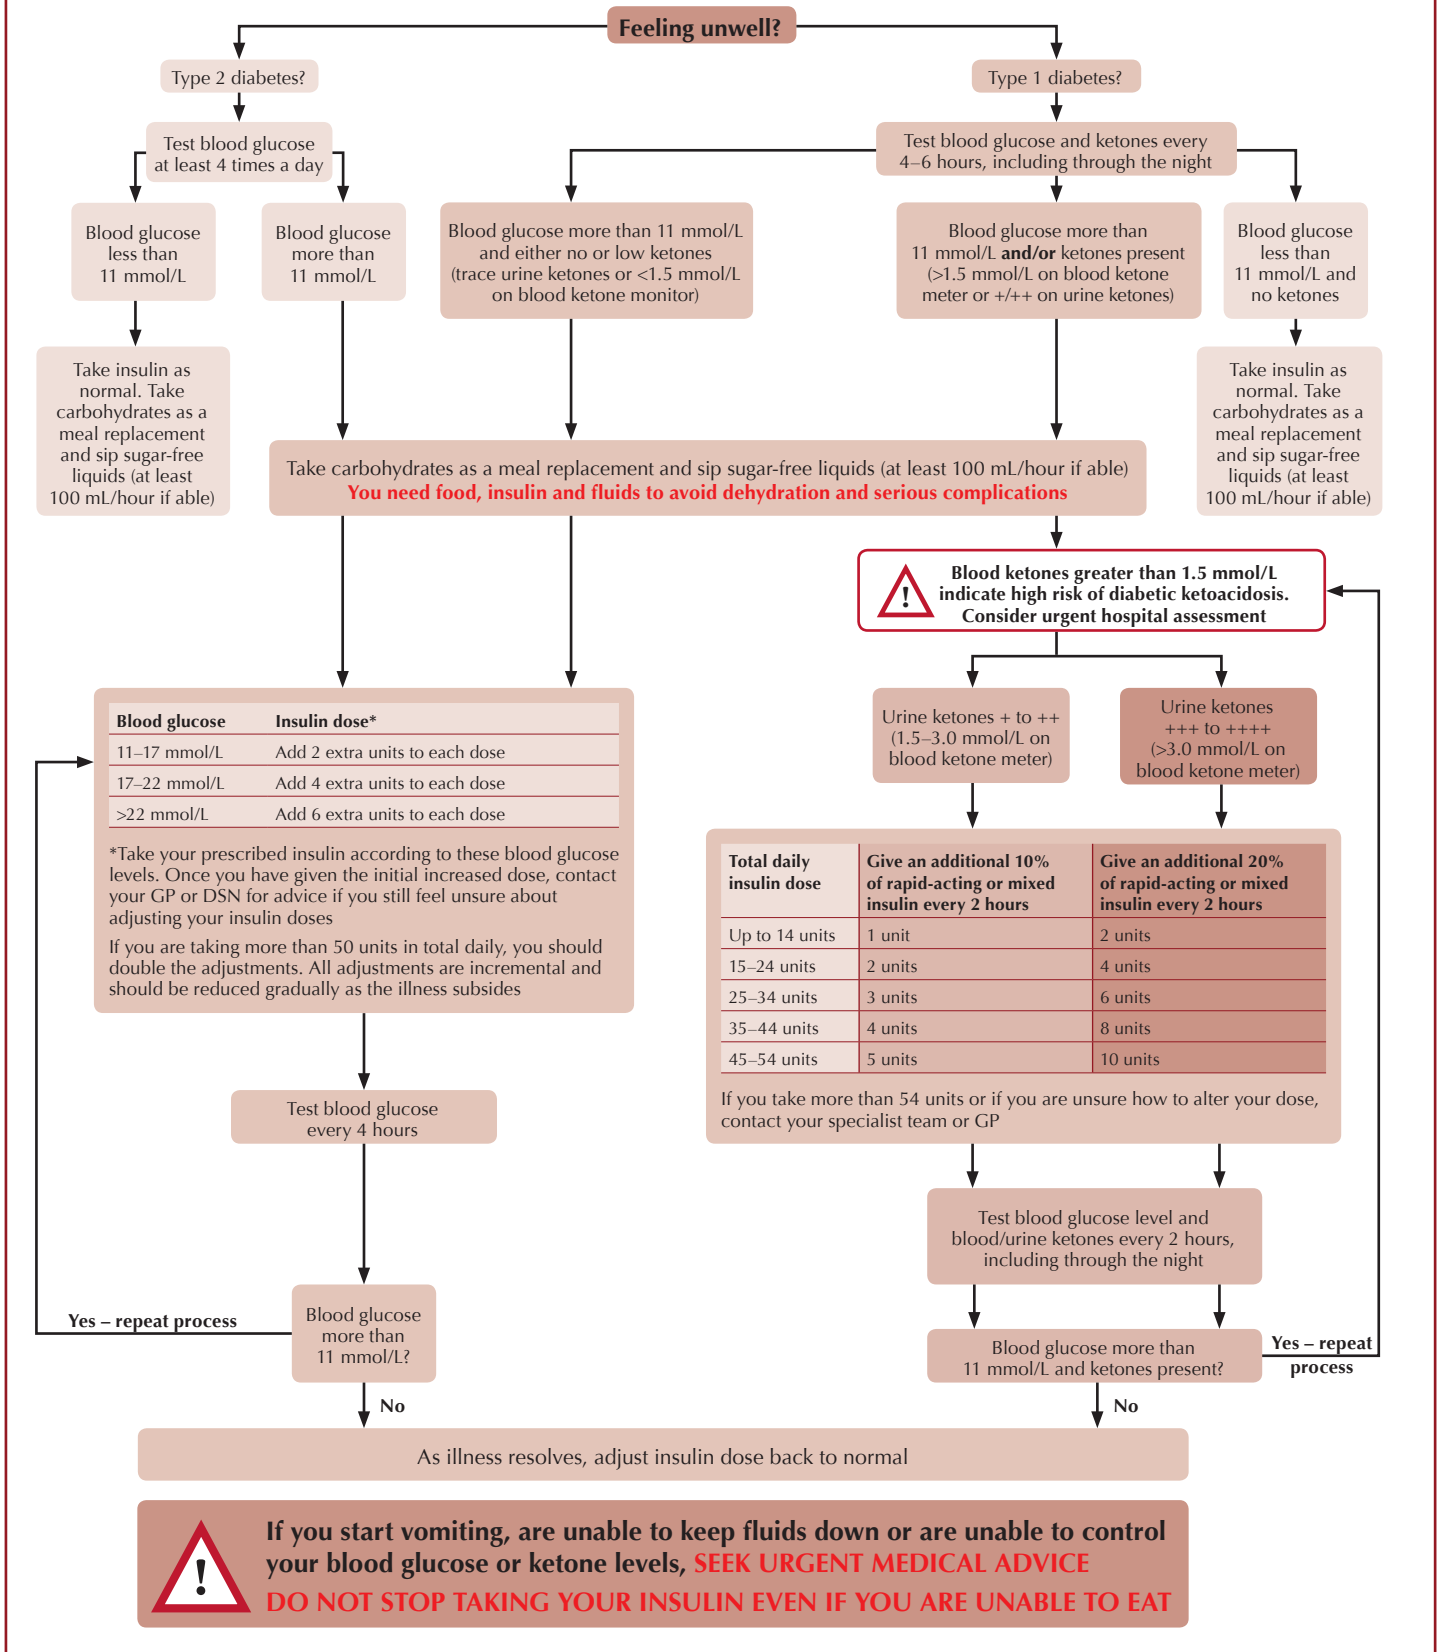 Feeling unwell?
Type 2 diabetes?
Type 1 diabetes?
Test blood glucose
at least 4 times a day
Test blood glucose and ketones every
4–6 hours, including through the night
Blood glucose
less than
11 mmol/L
Blood glucose
more than
11 mmol/L
Blood glucose more than 11 mmol/L
and either no or low ketones
(trace urine ketones or <1.5 mmol/L
on blood ketone monitor)
Blood glucose more than
11 mmol/L and/or ketones present
(>1.5 mmol/L on blood ketone
meter or +/++ on urine ketones)
Blood glucose
less than
11 mmol/L and
no ketones
Take insulin as
normal. Take
carbohydrates as a
meal replacement
and sip sugar-free
liquids (at least
100 mL/hour if able)
Take insulin as
normal. Take
carbohydrates as a
meal replacement
and sip sugar-free
liquids (at least
100 mL/hour if able)
Take carbohydrates as a meal replacement and sip sugar-free liquids (at least 100 mL/hour if able)
You need food, insulin and fluids to avoid dehydration and serious complications
!
Blood ketones greater than 1.5 mmol/L
indicate high risk of diabetic ketoacidosis.
Consider urgent hospital assessment
Blood glucose Insulin dose*
11–17 mmol/L Add 2 extra units to each dose
17–22 mmol/L Add 4 extra units to each dose
>22 mmol/L Add 6 extra units to each dose
*Take your prescribed insulin according to these blood glucose
levels. Once you have given the initial increased dose, contact
your GP or DSN for advice if you still feel unsure about
adjusting your insulin doses
If you are taking more than 50 units in total daily, you should
double the adjustments. All adjustments are incremental and
should be reduced gradually as the illness subsides
Urine ketones + to ++
(1.5–3.0 mmol/L on
blood ketone meter)
Urine ketones
+++ to ++++
(>3.0 mmol/L on
blood ketone meter)
Total daily
insulin dose
Give an additional 10%
of rapid-acting or mixed
insulin every 2 hours
Give an additional 20%
of rapid-acting or mixed
insulin every 2 hours
Up to 14 units 1 unit 2 units
15–24 units 2 units 4 units
25–34 units 3 units 6 units
35–44 units 4 units 8 units
45–54 units 5 units 10 units
If you take more than 54 units or if you are unsure how to alter your dose,
contact your specialist team or GP
Test blood glucose
every 4 hours
Test blood glucose level and
blood/urine ketones every 2 hours,
including through the night
Blood glucose
more than
11 mmol/L?
Yes – repeat process
Blood glucose more than
11 mmol/L and ketones present?
Yes – repeat
process
No
No
As illness resolves, adjust insulin dose back to normal
!
If you start vomiting, are unable to keep fluids down or are unable to control
your blood glucose or ketone levels, SEEK URGENT MEDICAL ADVICE
DO NOT STOP TAKING YOUR INSULIN EVEN IF YOU ARE UNABLE TO EAT